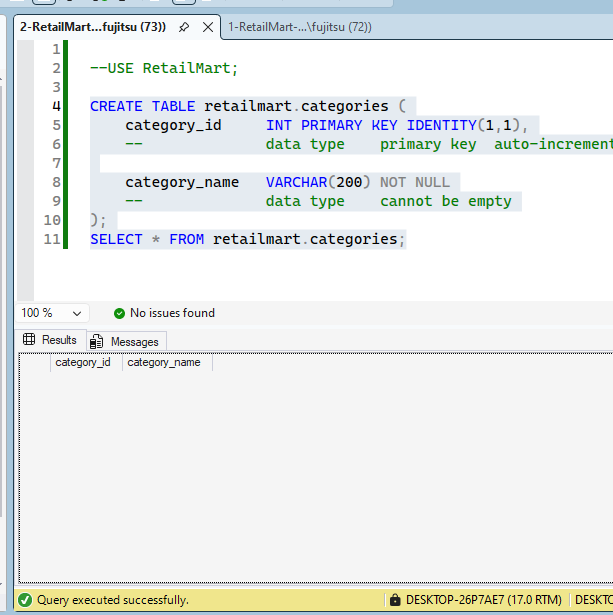 2-RetailMart...fujitsu (73))
1-RetailMart-...\fujitsu (72))
1
2 --USE RetailMart;
3
4 CREATE TABLE retailmart.categories (
5 category_id INT PRIMARY KEY IDENTITY(1,1),
6 -- data type primary key auto-increment
7
8 category_name VARCHAR(200) NOT NULL
9 -- data type cannot be empty
10 );
11 SELECT * FROM retailmart.categories;
100 %
No issues found
Results
Messages
category_id category_name
Query executed successfully.
DESKTOP-26P7AE7 (17.0 RTM)
DESKTO